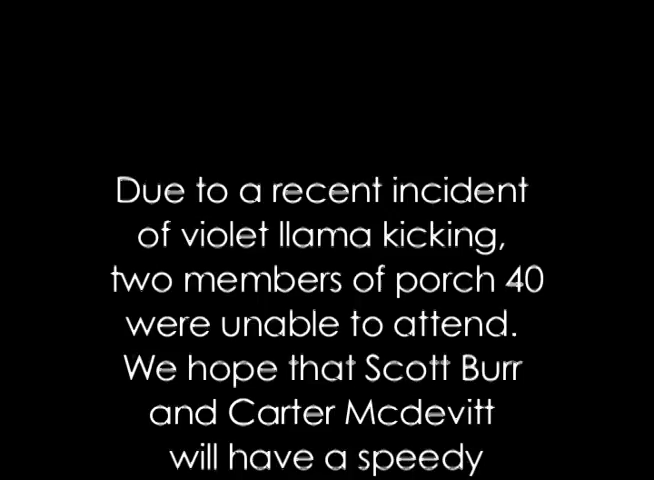 Due to a recent incident
of violet llama kicking,
two members of porch 40
were unable to attend.
We hope that Scott Burr
and Carter Mcdevitt
will have a speedy